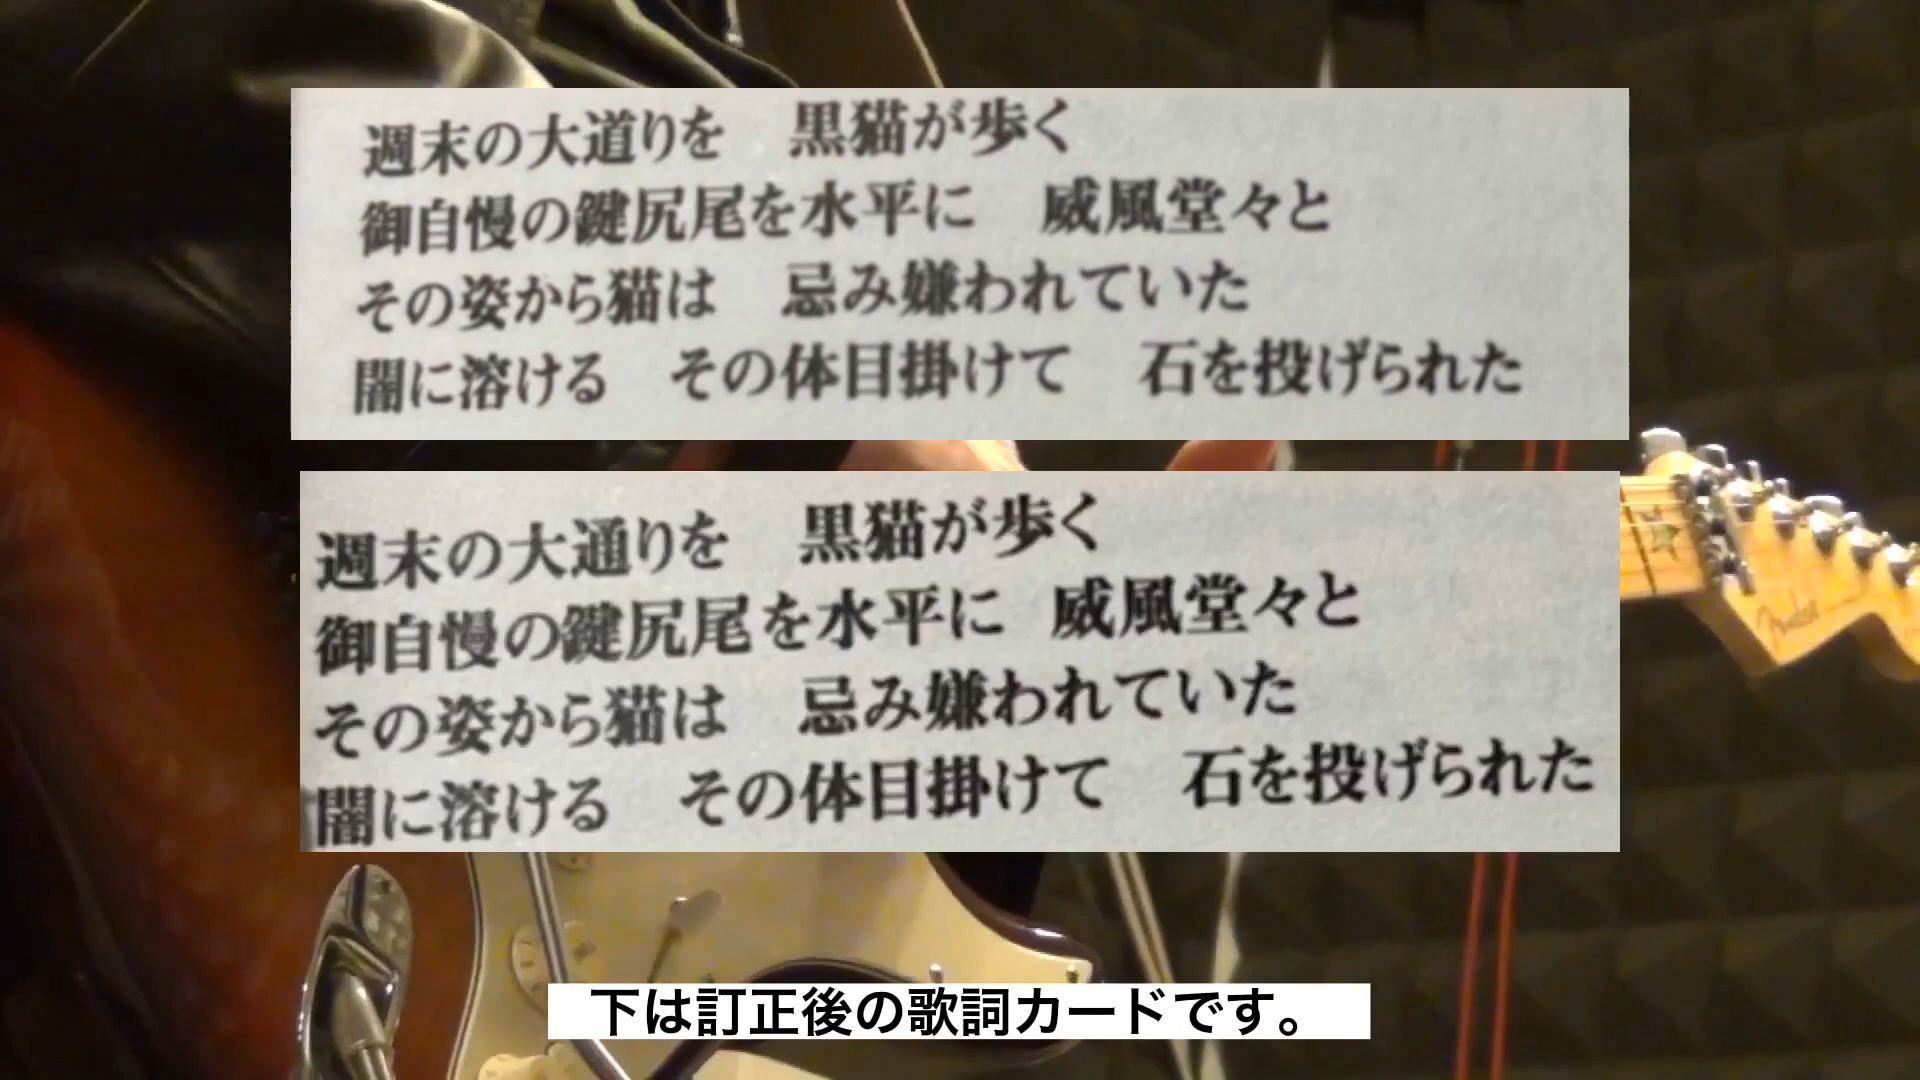 週末の大道りを　黒猫が歩く
御自慢の鍵尻尾を水平に　威風堂々と
その姿から猫は　忌み嫌われていた
闇に溶ける　その体目掛けて　石を投げられた
週末の大通りを　黒猫が歩く
御自慢の鍵尻尾を水平に　威風堂々と
その姿から猫は　忌み嫌われていた
闇に溶ける　その体目掛けて　石を投げられた
Fender
下は訂正後の歌詞カードです。